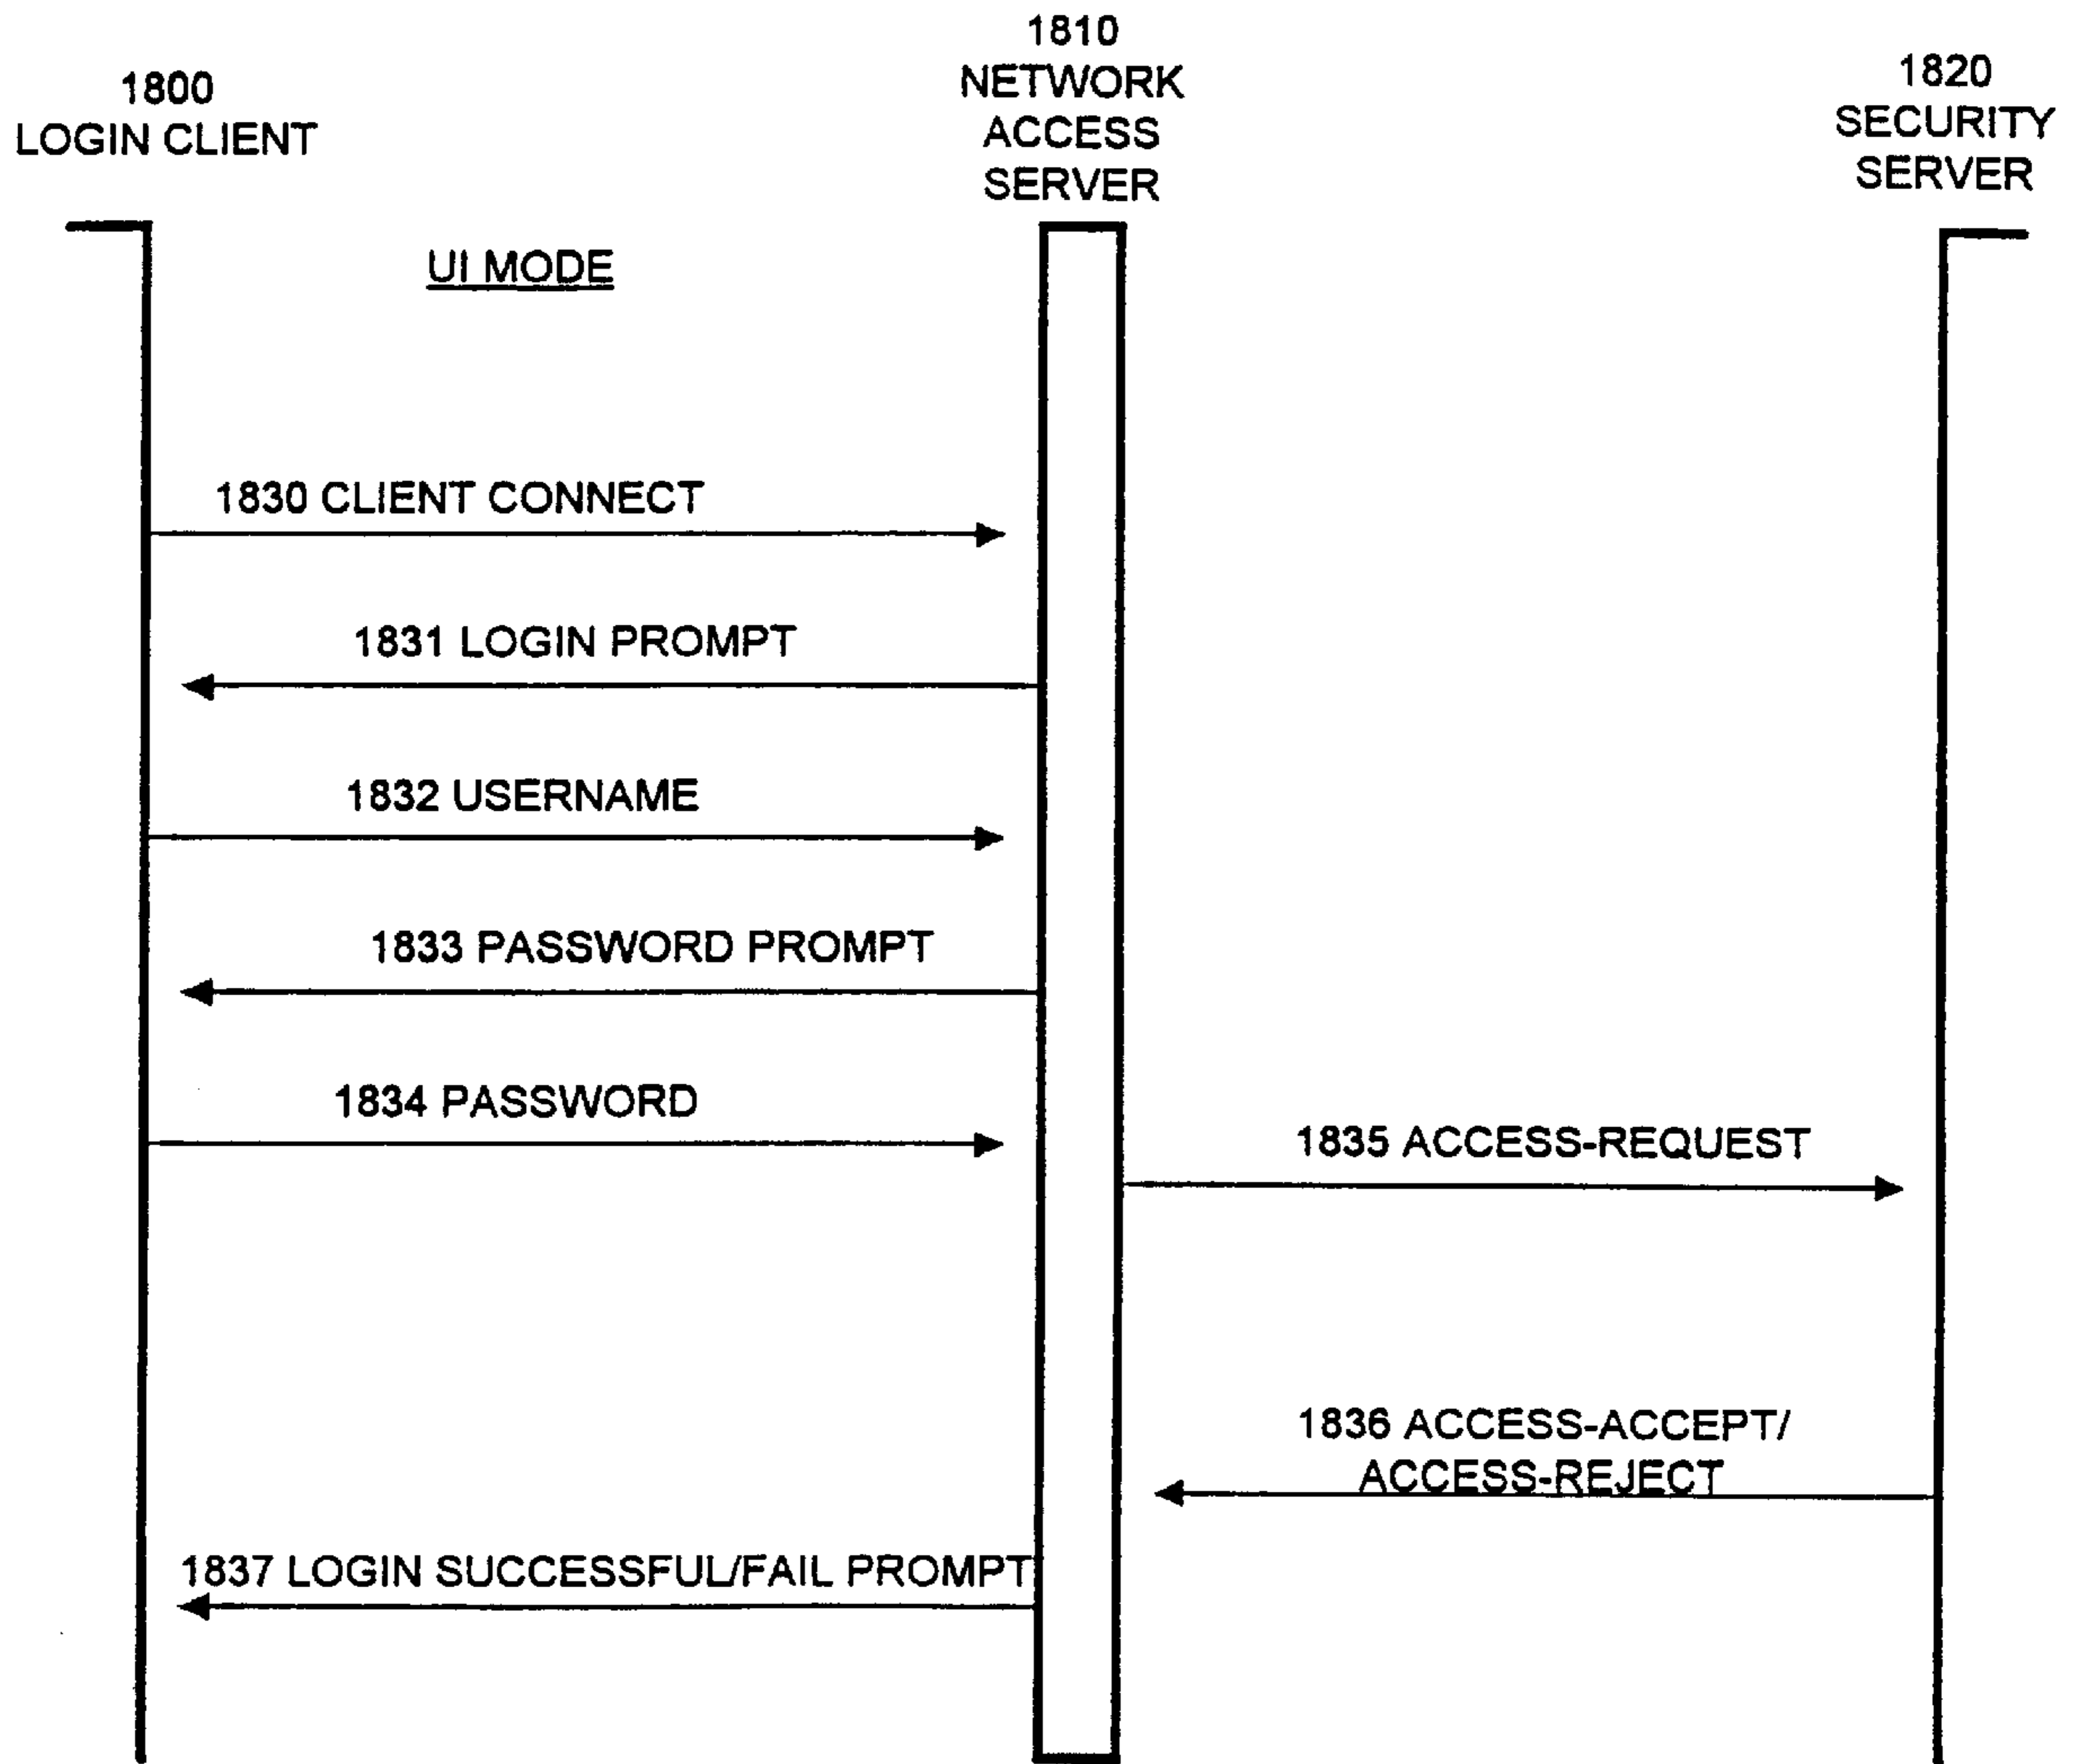 1800
LOGIN CLIENT
1810
NETWORK
ACCESS
SERVER
1820
SECURITY
SERVER
UI MODE
1830 CLIENT CONNECT
1831 LOGIN PROMPT
1832 USERNAME
1833 PASSWORD PROMPT
1834 PASSWORD
1835 ACCESS-REQUEST
1836 ACCESS-ACCEPT/
ACCESS-REJECT
1837 LOGIN SUCCESSFUL/FAIL PROMPT